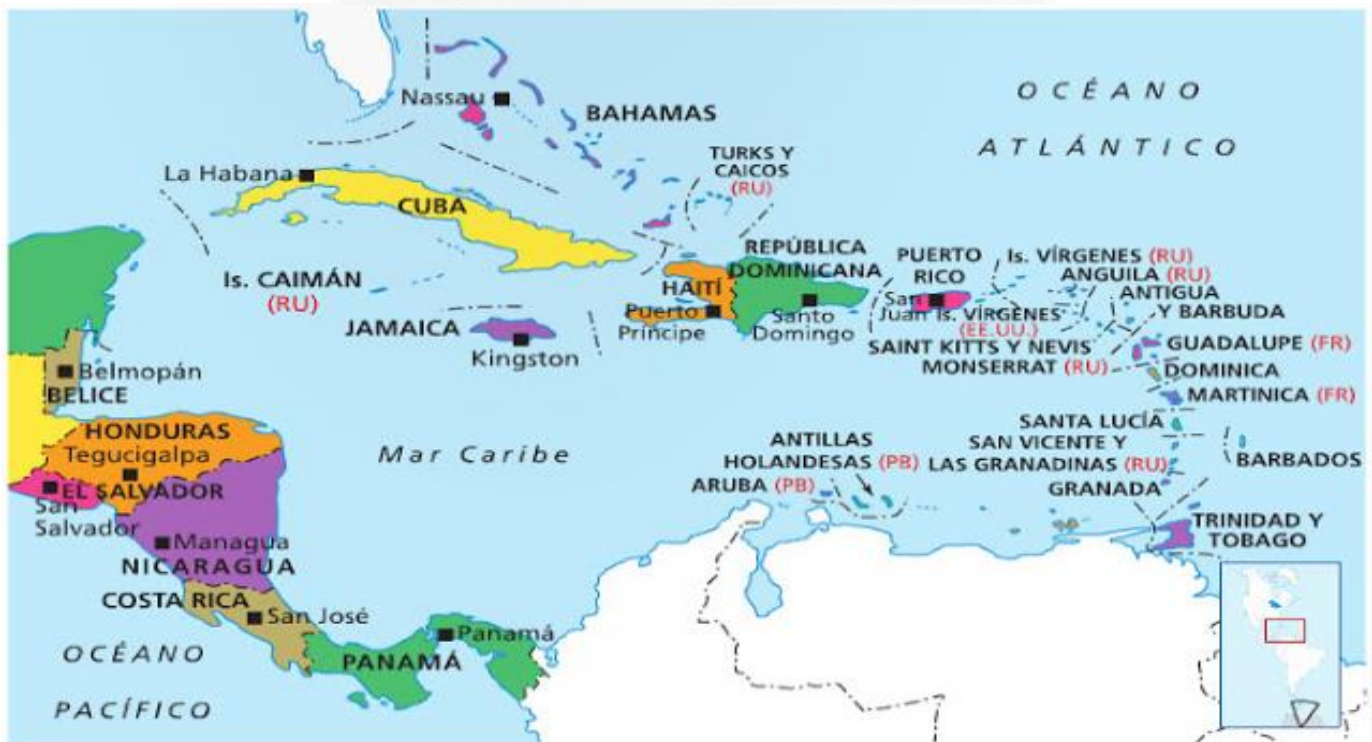 OCÉANO
ATLÁNTICO
Nassau
BAHAMAS
TURKS Y
CAICOS
(RU)
La Habana
CUBA
REPÚBLICA
DOMINICANA
PUERTO
RICO
Is. VÍRGENES (RU)
ANGUILA (RU)
ANTIGUA
Y BARBUDA
Is. CAIMÁN
(RU)
HAITÍ
Puerto
Príncipe
Santo
Domingo
San
Juan
Is. VÍRGENES
(EE.UU.)
JAMAICA
Kingston
SAINT KITTS Y NEVIS
MONSERRAT (RU)
GUADALUPE (FR)
DOMINICA
MARTINICA (FR)
Belmopán
BELICE
SANTA LUCÍA
HONDURAS
Tegucigalpa
Mar Caribe
ANTILLAS
HOLANDESAS (PB)
ARUBA (PB)
SAN VICENTE Y
LAS GRANADINAS (RU)
BARBADOS
GRANADA
EL SALVADOR
San
Salvador
TRINIDAD Y
TOBAGO
Managua
NICARAGUA
COSTA RICA
San José
Panamá
PANAMÁ
OCÉANO
PACÍFICO